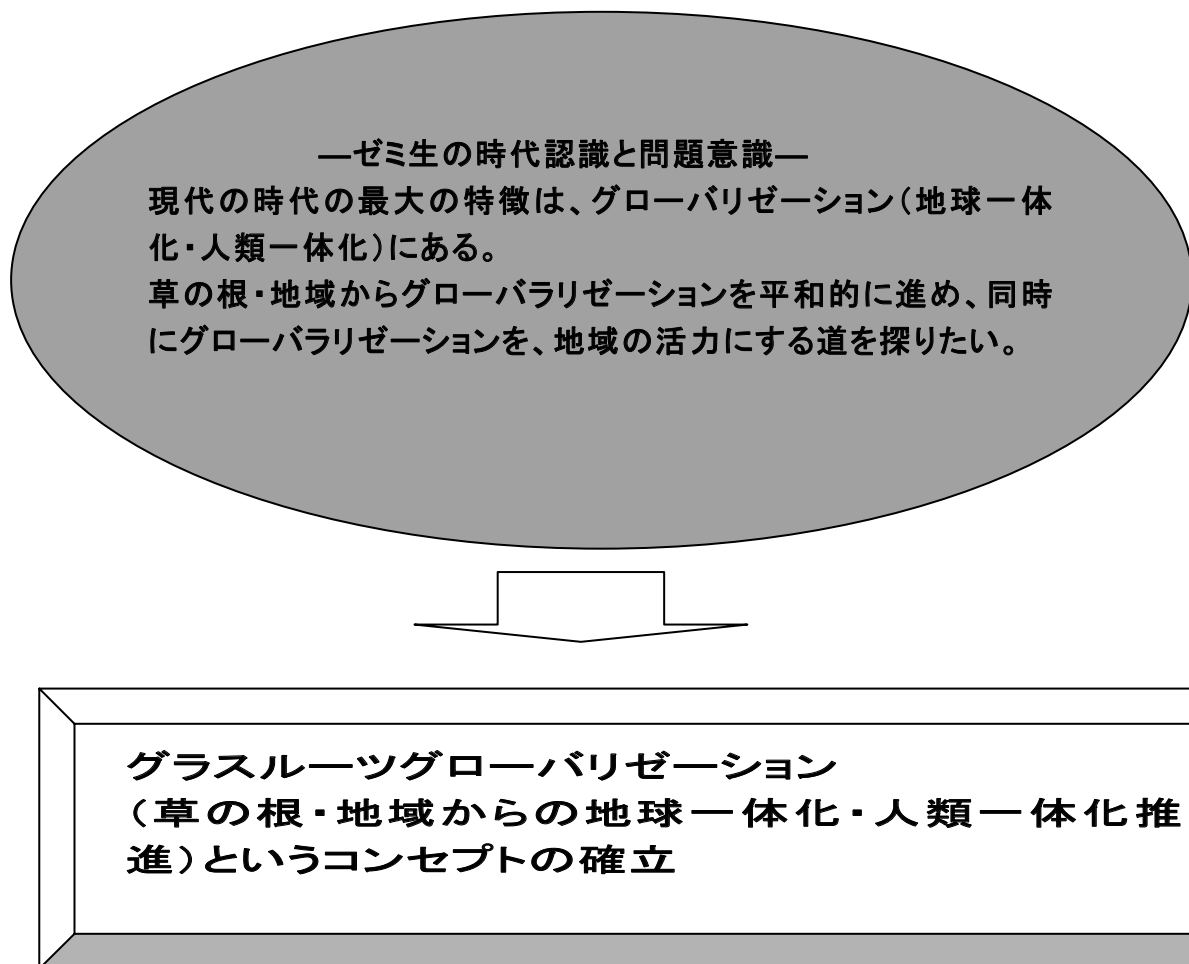 ―ゼミ生の時代認識と問題意識―
現代の時代の最大の特徴は、グローバリゼーション（地球一体
化・人類一体化）にある。
草の根・地域からグローバラリゼーションを平和的に進め、同時
にグローバラリゼーションを、地域の活力にする道を探りたい。
グラスルーツグローバリゼーション
（草の根・地域からの地球一体化・人類一体化推
進）というコンセプトの確立